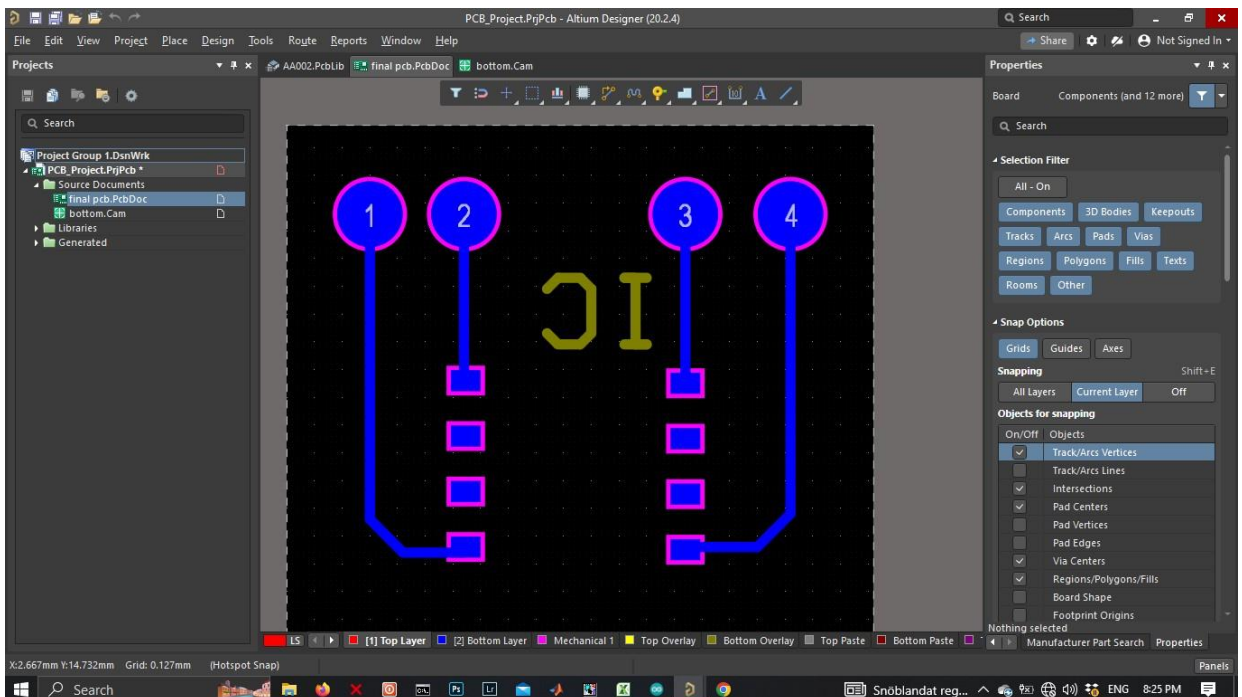 PCB_Project.PrjPcb - Altium Designer (20.2.4)
Search
File Edit View Project Place Design Tools Route Reports Window Help
Share
Not Signed In
Projects
AA002.PcbLib
final pcb.PcbDoc
bottom.Cam
Search
Project Group 1.DsnWrk
PCB_Project.PrjPcb *
Source Documents
final pcb.PcbDoc
bottom.Cam
Libraries
Generated
1 2 3 4
IC
Properties
Board Components (and 12 more)
Search
Selection Filter
All - On
Components 3D Bodies Keepouts
Tracks Arcs Pads Vias
Regions Polygons Fills Texts
Rooms Other
Snap Options
Grids Guides Axes
Snapping Shift+E
All Layers Current Layer Off
Objects for snapping
On/Off Objects
Track/Arcs Vertices
Track/Arcs Lines
Intersections
Pad Centers
Pad Vertices
Pad Edges
Via Centers
Regions/Polygons/Fills
Board Shape
Footprint Origins
Nothing selected
Manufacturer Part Search Properties
LS [1] Top Layer [2] Bottom Layer Mechanical 1 Top Overlay Bottom Overlay Top Paste Bottom Paste
X:2.667mm Y:14.732mm Grid: 0.127mm (Hotspot Snap)
Panels
Search
Snöblandat reg...
ENG 8:25 PM